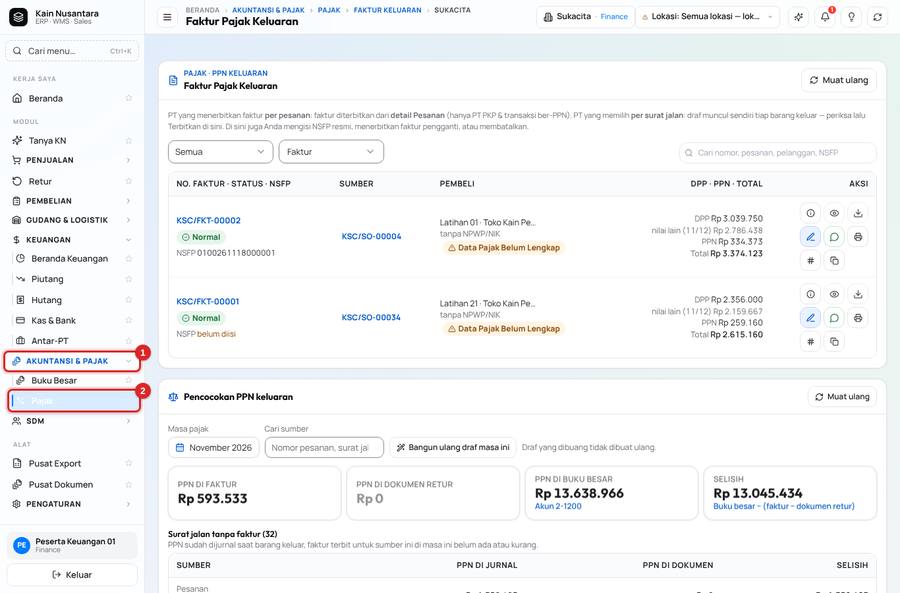 Kain Nusantara
ERP · WMS · Sales
Cari menu... Ctrl+K
KERJA SAYA
Beranda
MODUL
Tanya KN
PENJUALAN
Retur
PEMBELIAN
GUDANG & LOGISTIK
KEUANGAN
Beranda Keuangan
Piutang
Hutang
Kas & Bank
Antar-PT
AKUNTANSI & PAJAK
1
Buku Besar
2
Pajak
SDM
ALAT
Pusat Export
Pusat Dokumen
PENGATURAN
PE
Peserta Keuangan 01
Finance
Keluar
BERANDA › AKUNTANSI & PAJAK › PAJAK › FAKTUR KELUARAN › SUKACITA
Faktur Pajak Keluaran
Sukacita · Finance
Lokasi: Semua lokasi — lok...
1
PAJAK · PPN KELUARAN
Faktur Pajak Keluaran
Muat ulang
PT yang menerbitkan faktur per pesanan: faktur diterbitkan dari detail Pesanan (hanya PT PKP & transaksi ber-PPN). PT yang memilih per surat jalan: draf muncul sendiri tiap barang keluar — periksa lalu
Terbitkan di sini. Di sini juga Anda mengisi NSFP resmi, menerbitkan faktur pengganti, atau membatalkan.
Semua
Faktur
Cari nomor, pesanan, pelanggan, NSFP
NO. FAKTUR · STATUS · NSFP SUMBER PEMBELI DPP · PPN · TOTAL AKSI
KSC/FKT-00002
Normal
NSFP 0100261118000001
KSC/SO-00004
Latihan 01 · Toko Kain Pe...
tanpa NPWP/NIK
Data Pajak Belum Lengkap
DPP Rp 3.039.750
nilai lain (11/12) Rp 2.786.438
PPN Rp 334.373
Total Rp 3.374.123
KSC/FKT-00001
Normal
NSFP belum diisi
KSC/SO-00034
Latihan 21 · Toko Kain Pe...
tanpa NPWP/NIK
Data Pajak Belum Lengkap
DPP Rp 2.356.000
nilai lain (11/12) Rp 2.159.667
PPN Rp 259.160
Total Rp 2.615.160
Pencocokan PPN keluaran
Muat ulang
Masa pajak
Cari sumber
November 2026
Nomor pesanan, surat jal
Bangun ulang draf masa ini
Draf yang dibuang tidak dibuat ulang.
PPN DI FAKTUR
Rp 593.533
PPN DI DOKUMEN RETUR
Rp 0
PPN DI BUKU BESAR
Rp 13.638.966
Akun 2-1200
SELISIH
Rp 13.045.434
Buku besar − (faktur − dokumen retur)
Surat jalan tanpa faktur (32)
PPN sudah dijurnal saat barang keluar, faktur terbit untuk sumber ini di masa ini belum ada atau kurang.
SUMBER PPN DI JURNAL PPN DI DOKUMEN SELISIH
Pesanan